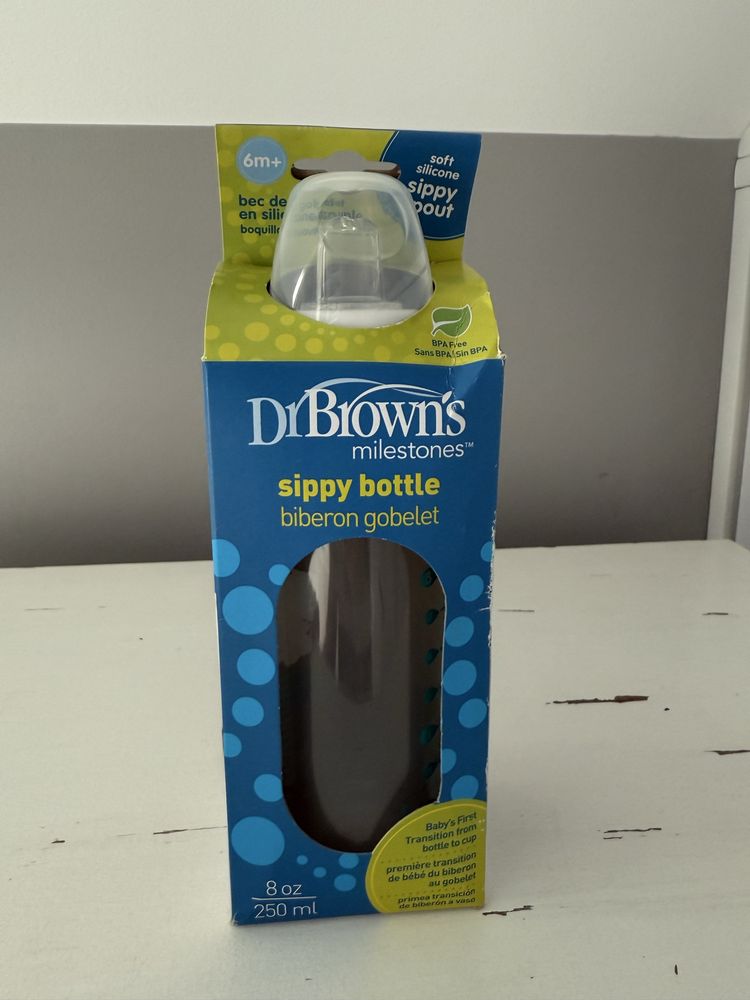 6m+
soft
silicone
sippy
pout
bec de
en sili
boquill
BPA Free
Sans BPA Sin BPA
Dr Brown's
milestones™
sippy bottle
biberon gobelet
Baby's First
Transition from
bottle to cup
première transition
de bébé du biberon
au gobelet
primea transición
de biberón a vaso
8 oz
250 ml